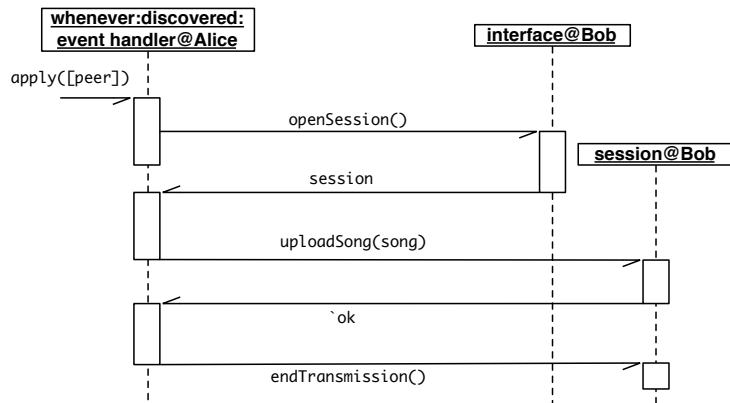 whenever:discovered:
event handler@Alice
interface@Bob
apply([peer])
openSession()
session@Bob
session
uploadSong(song)
`ok
endTransmission()